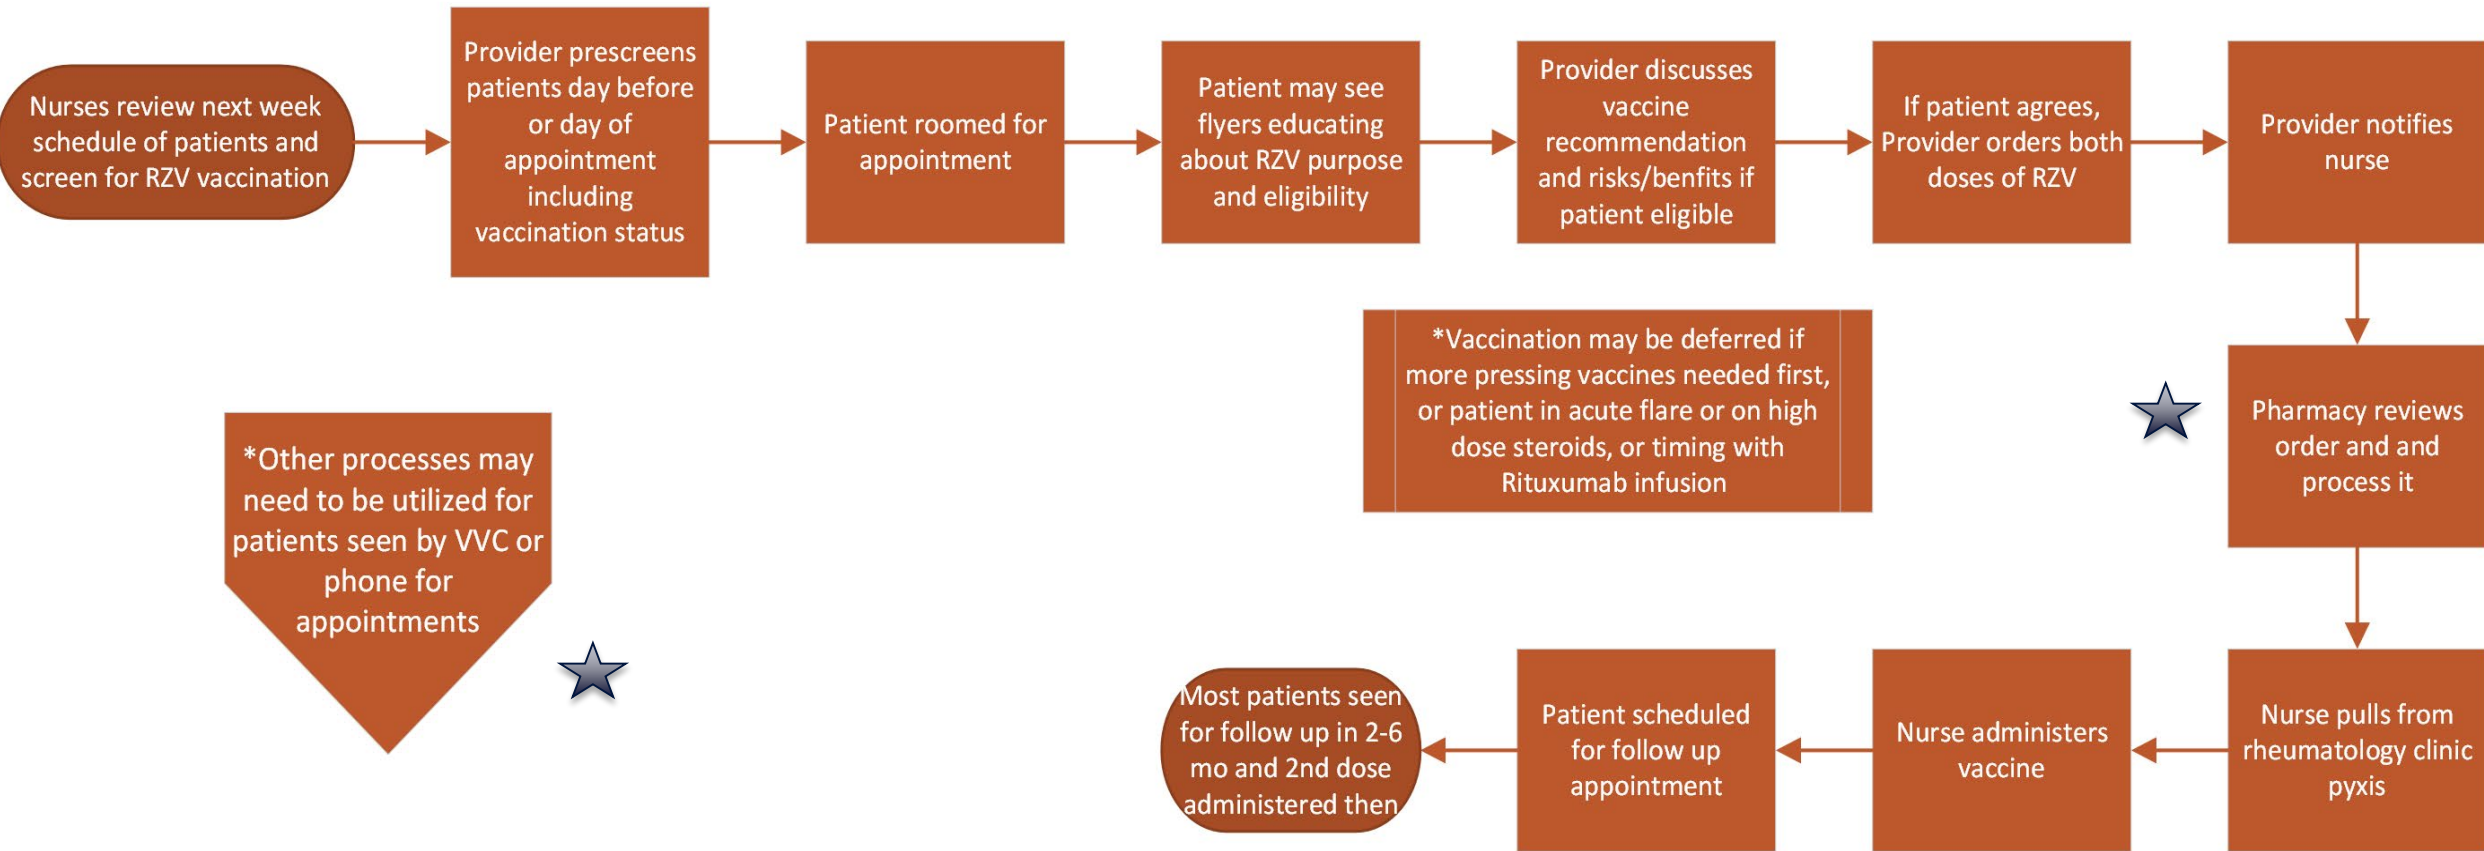 Nurses review next week
schedule of patients and
screen for RZV vaccination
Provider prescreens
patients day before
or day of
appointment
including
vaccination status
Patient roomed for
appointment
Patient may see
flyers educating
about RZV purpose
and eligibility
Provider discusses
vaccine
recommendation
and risks/benfits if
patient eligible
If patient agrees,
Provider orders both
doses of RZV
Provider notifies
nurse
*Vaccination may be deferred if
more pressing vaccines needed first,
or patient in acute flare or on high
dose steroids, or timing with
Rituxumab infusion
Pharmacy reviews
order and and
process it
*Other processes may
need to be utilized for
patients seen by VVC or
phone for
appointments
Nurse pulls from
rheumatology clinic
pyxis
Nurse administers
vaccine
Patient scheduled
for follow up
appointment
Most patients seen
for follow up in 2-6
mo and 2nd dose
administered then